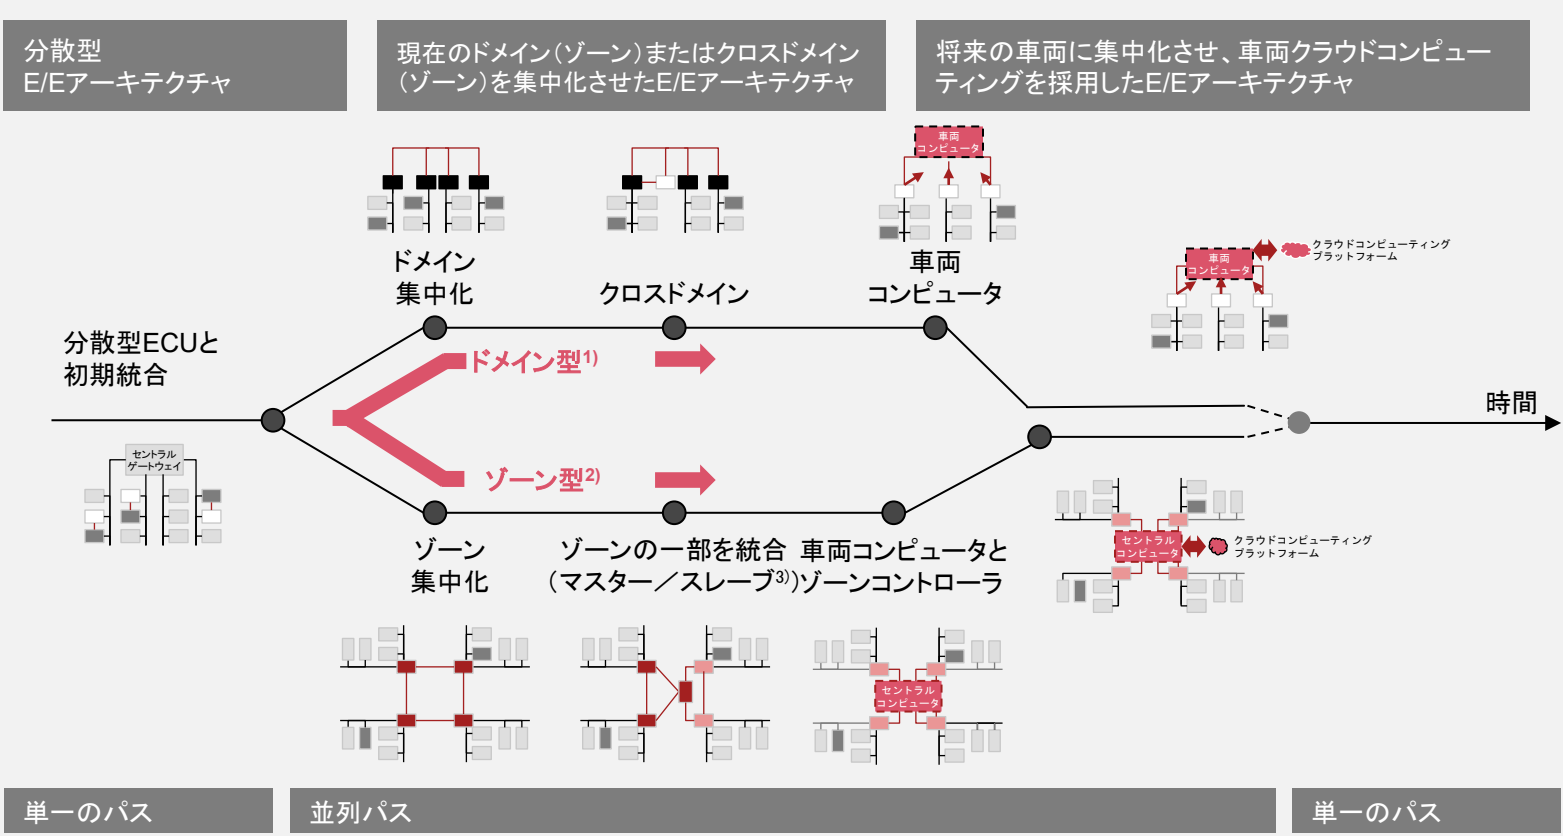 分散型
E/Eアーキテクチャ
現在のドメイン（ゾーン）またはクロスドメイン
（ゾーン）を集中化させたE/Eアーキテクチャ
将来の車両に集中化させ、車両クラウドコンピュー
ティングを採用したE/Eアーキテクチャ
車両
コンピュータ
ドメイン
集中化
クロスドメイン
車両
コンピュータ
車両
コンピュータ
クラウドコンピューティング
プラットフォーム
分散型ECUと
初期統合
ドメイン型1)
時間
セントラル
ゲートウェイ
ゾーン型2)
ゾーン
集中化
ゾーンの一部を統合
（マスター／スレーブ3)）
車両コンピュータと
ゾーンコントローラ
セントラル
コンピュータ
クラウドコンピューティング
プラットフォーム
セントラル
コンピュータ
単一のパス
並列パス
単一のパス